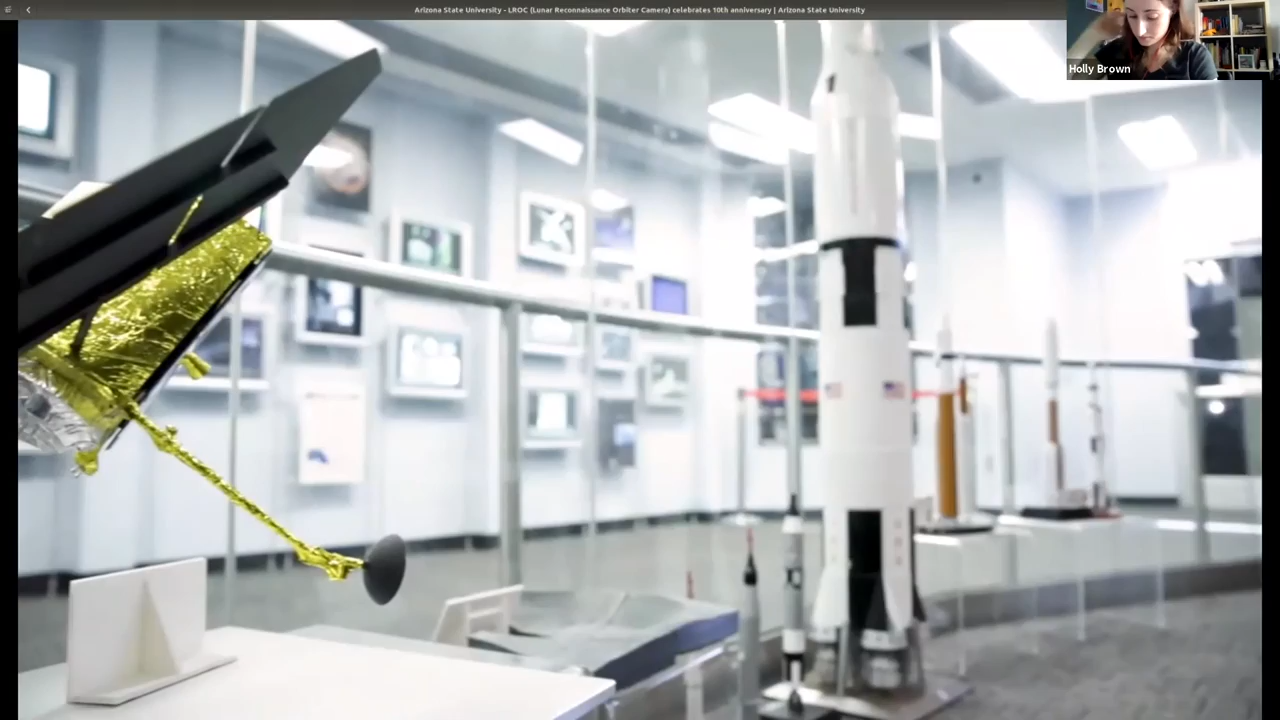 Arizona State University - LROC (Lunar Reconnaissance Orbiter Camera) celebrates 10th anniversary | Arizona State University
Holly Brown